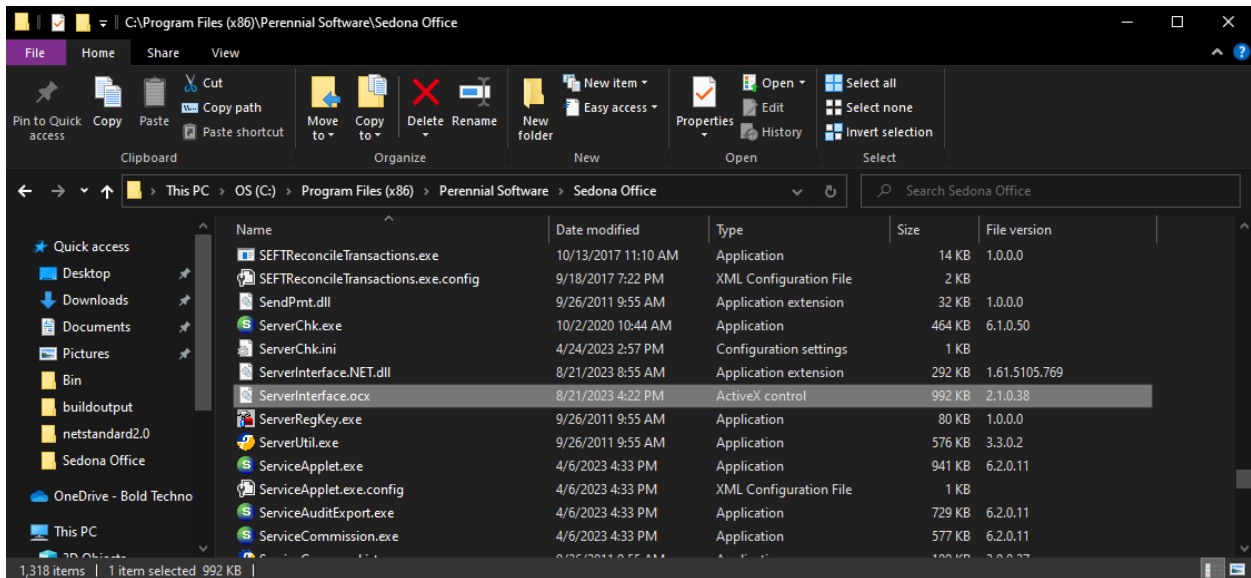 C:\Program Files (x86)\Perennial Software\Sedona Office
File Home Share View
Pin to Quick access
Copy
Paste
Cut
Copy path
Paste shortcut
Clipboard
Move to
Copy to
Delete
Rename
Organize
New folder
New item
Easy access
New
Properties
Open
Edit
History
Open
Select all
Select none
Invert selection
Select
This PC > OS (C:) > Program Files (x86) > Perennial Software > Sedona Office
Search Sedona Office
Quick access
Desktop
Downloads
Documents
Pictures
Bin
buildoutput
netstandard2.0
Sedona Office
OneDrive - Bold Techno
This PC
3D Objects
Name Date modified Type Size File version
SEFTReconcileTransactions.exe 10/13/2017 11:10 AM Application 14 KB 1.0.0.0
SEFTReconcileTransactions.exe.config 9/18/2017 7:22 PM XML Configuration File 2 KB
SendPmt.dll 9/26/2011 9:55 AM Application extension 32 KB 1.0.0.0
ServerChk.exe 10/2/2020 10:44 AM Application 464 KB 6.1.0.50
ServerChk.ini 4/24/2023 2:57 PM Configuration settings 1 KB
ServerInterface.NET.dll 8/21/2023 8:55 AM Application extension 292 KB 1.61.5105.769
ServerInterface.ocx 8/21/2023 4:22 PM ActiveX control 992 KB 2.1.0.38
ServerRegKey.exe 9/26/2011 9:55 AM Application 80 KB 1.0.0.0
ServerUtil.exe 9/26/2011 9:55 AM Application 576 KB 3.3.0.2
ServiceApplet.exe 4/6/2023 4:33 PM Application 941 KB 6.2.0.11
ServiceApplet.exe.config 4/6/2023 4:33 PM XML Configuration File 1 KB
ServiceAuditExport.exe 4/6/2023 4:33 PM Application 729 KB 6.2.0.11
ServiceCommission.exe 4/6/2023 4:33 PM Application 577 KB 6.2.0.11
1,318 items | 1 item selected 992 KB |